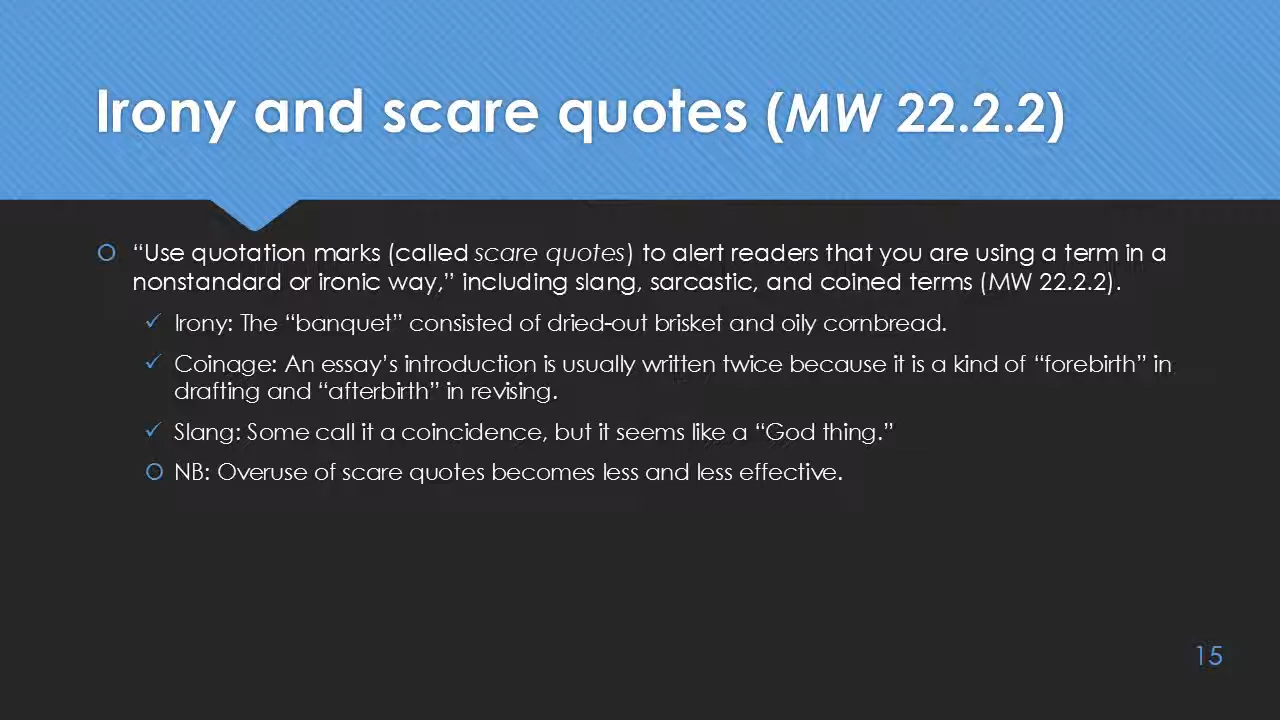 Irony and scare quotes (MW 22.2.2)
“Use quotation marks (called scare quotes) to alert readers that you are using a term in a
nonstandard or ironic way,” including slang, sarcastic, and coined terms (MW 22.2.2).
Irony: The “banquet” consisted of dried-out brisket and oily cornbread.
Coinage: An essay’s introduction is usually written twice because it is a kind of “forebirth” in
drafting and “afterbirth” in revising.
Slang: Some call it a coincidence, but it seems like a “God thing.”
NB: Overuse of scare quotes becomes less and less effective.
15